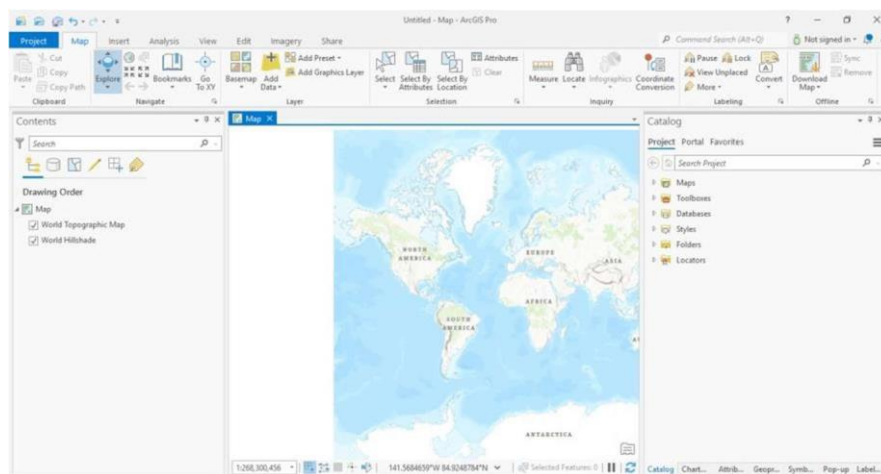 Untitled - Map - ArcGIS Pro
?
Project Map Insert Analysis View Edit Imagery Share
Command Search (Alt+Q)
Not signed in
Paste
Cut
Copy
Copy Path
Clipboard
Explore
Bookmarks
Go To XY
Navigate
Basemap
Add Data
Add Preset
Add Graphics Layer
Layer
Select
Select By Attributes
Select By Location
Attributes
Clear
Selection
Measure
Locate
Infographics
Coordinate Conversion
Inquiry
Pause
Lock
View Unplaced
More
Convert
Labeling
Download Map
Sync
Remove
Offline
Contents
Search
Drawing Order
Map
World Topographic Map
World Hillshade
Map
NORTH AMERICA
EUROPE
ASIA
AFRICA
SOUTH AMERICA
ANTARCTICA
1:268,300,456
141.5684659°W 84.9248784°N
Selected Features: 0
Catalog
Project Portal Favorites
Search Project
Maps
Toolboxes
Databases
Styles
Folders
Locators
Catalog Chart... Attrib... Geopr... Symb... Pop-up Label...